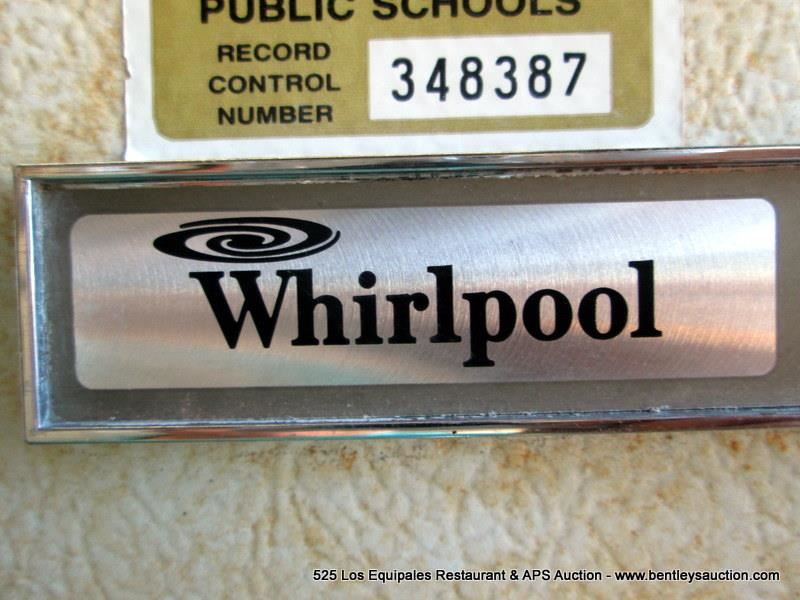 PUBLIC SCHOOLS
RECORD
CONTROL
NUMBER
348387
Whirlpool
525 Los Equipales Restaurant & APS Auction - www.bentleysauction.com